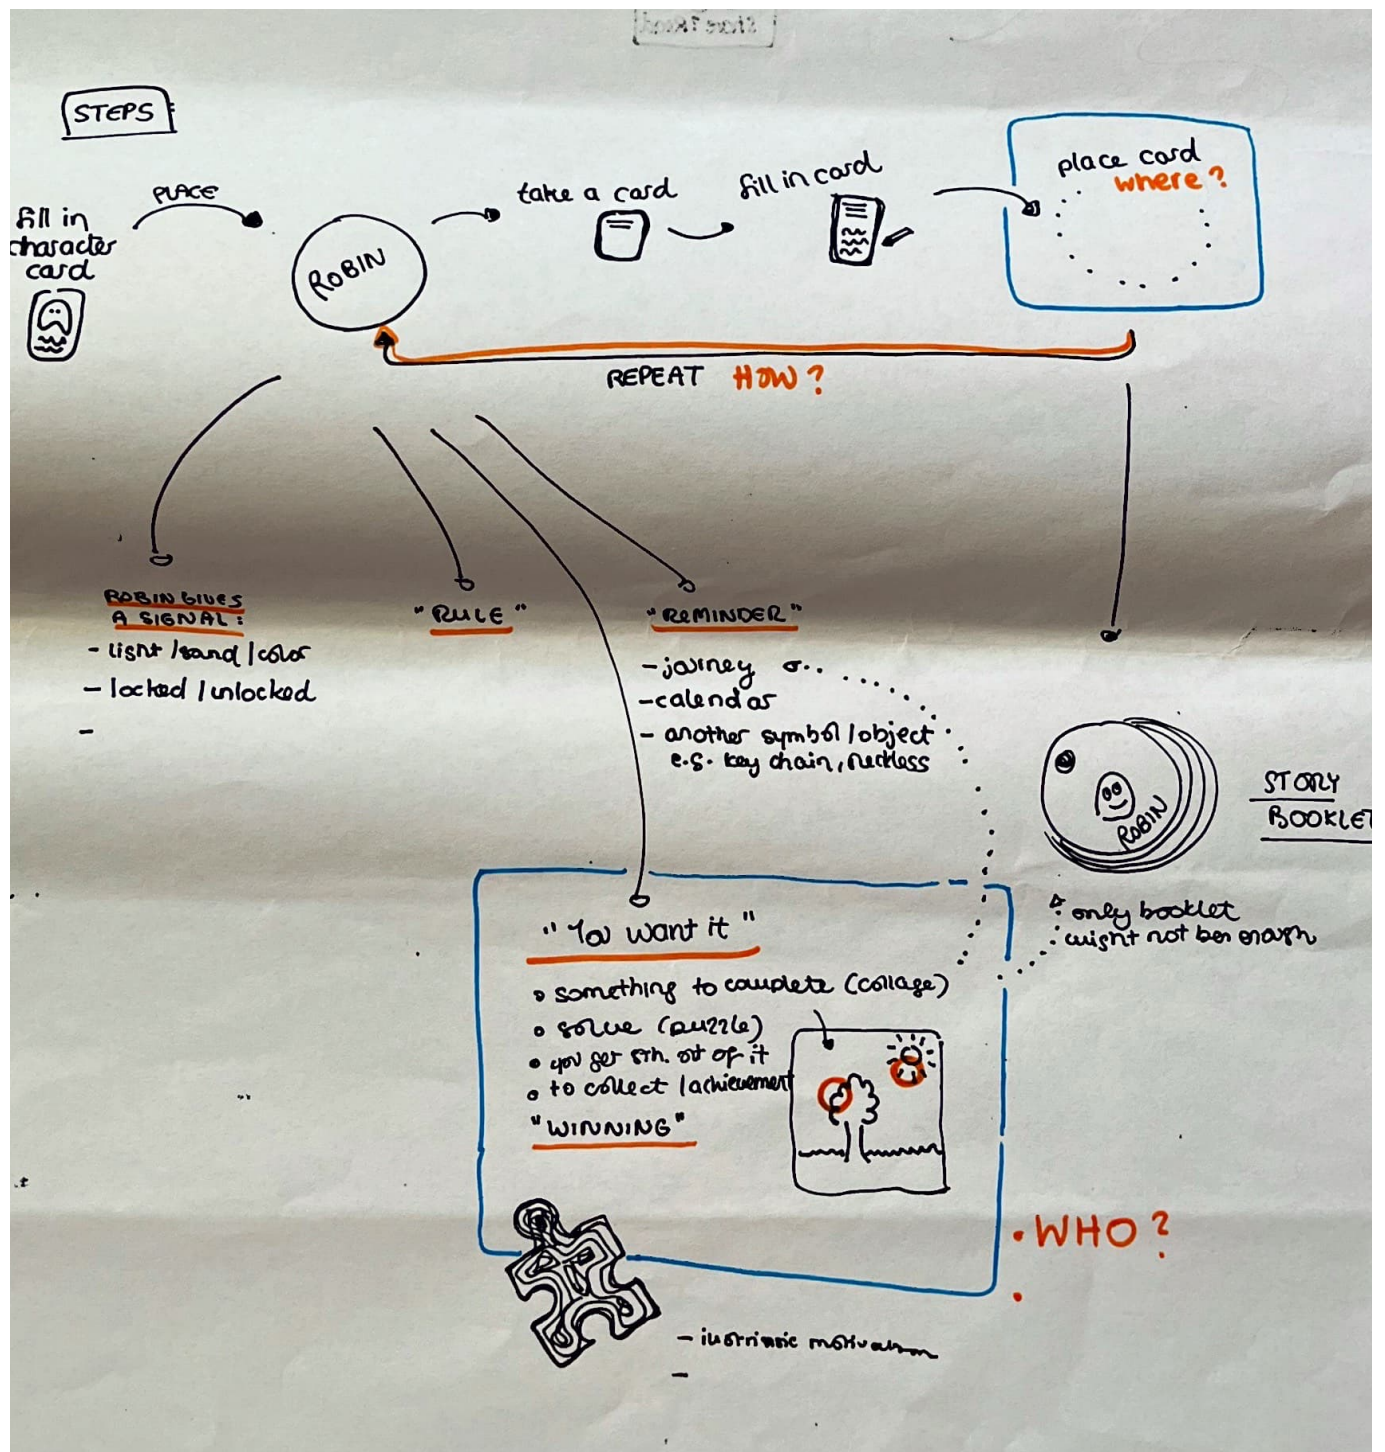 STEPS:
fill in
character
card
PLACE
ROBIN
take a card
fill in card
place card
where?
REPEAT HOW?
ROBIN GIVES
A SIGNAL:
- light / sound / color
- locked / unlocked
-
"RULE"
"REMINDER"
- journey
- calendar
- another symbol / object
e.g. key chain, neckless
ROBIN
STORY
BOOKLET
only booklet
might not be enough
"You want it"
something to complete (collage)
solve (puzzle)
you get sth. out of it
to collect / achievement
"WINNING"
• WHO?
•
- intrinsic motivation
-